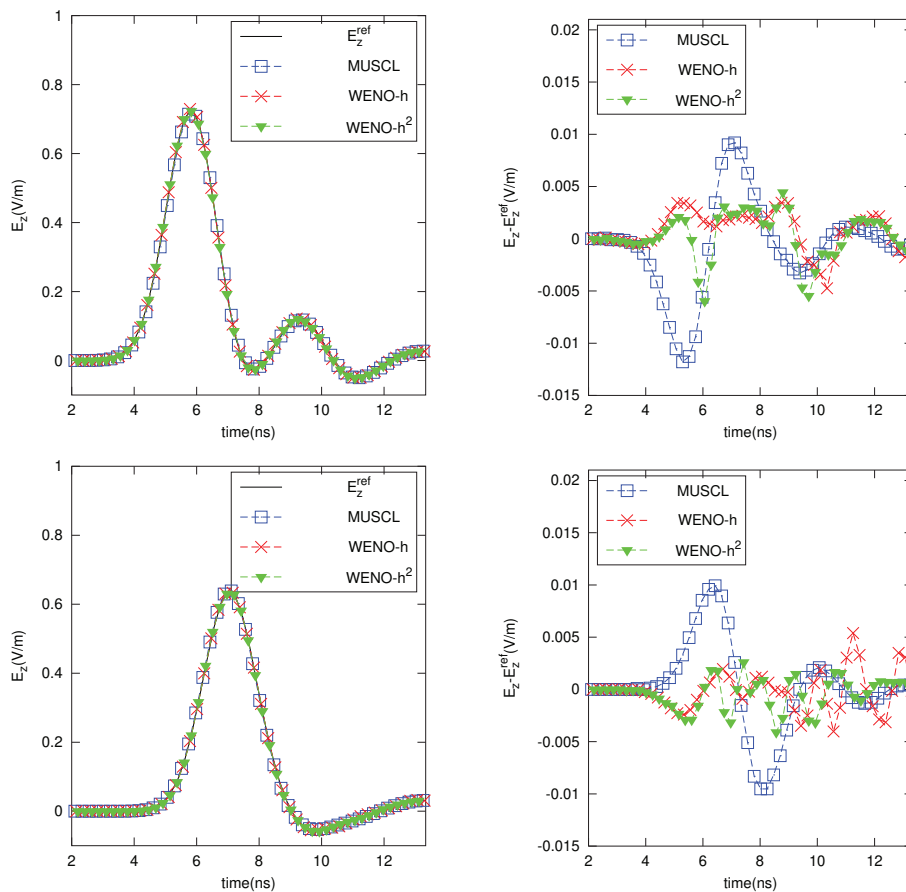 1
0.8
0.6
0.4
0.2
0
2
4
6
8
10
12
E_z(V/m)
time(ns)
E_z^ref
MUSCL
WENO-h
WENO-h^2
0.02
0.015
0.01
0.005
0
-0.005
-0.01
-0.015
2
4
6
8
10
12
E_z-E_z^ref(V/m)
time(ns)
MUSCL
WENO-h
WENO-h^2
1
0.8
0.6
0.4
0.2
0
2
4
6
8
10
12
E_z(V/m)
time(ns)
E_z^ref
MUSCL
WENO-h
WENO-h^2
0.02
0.015
0.01
0.005
0
-0.005
-0.01
-0.015
2
4
6
8
10
12
E_z-E_z^ref(V/m)
time(ns)
MUSCL
WENO-h
WENO-h^2